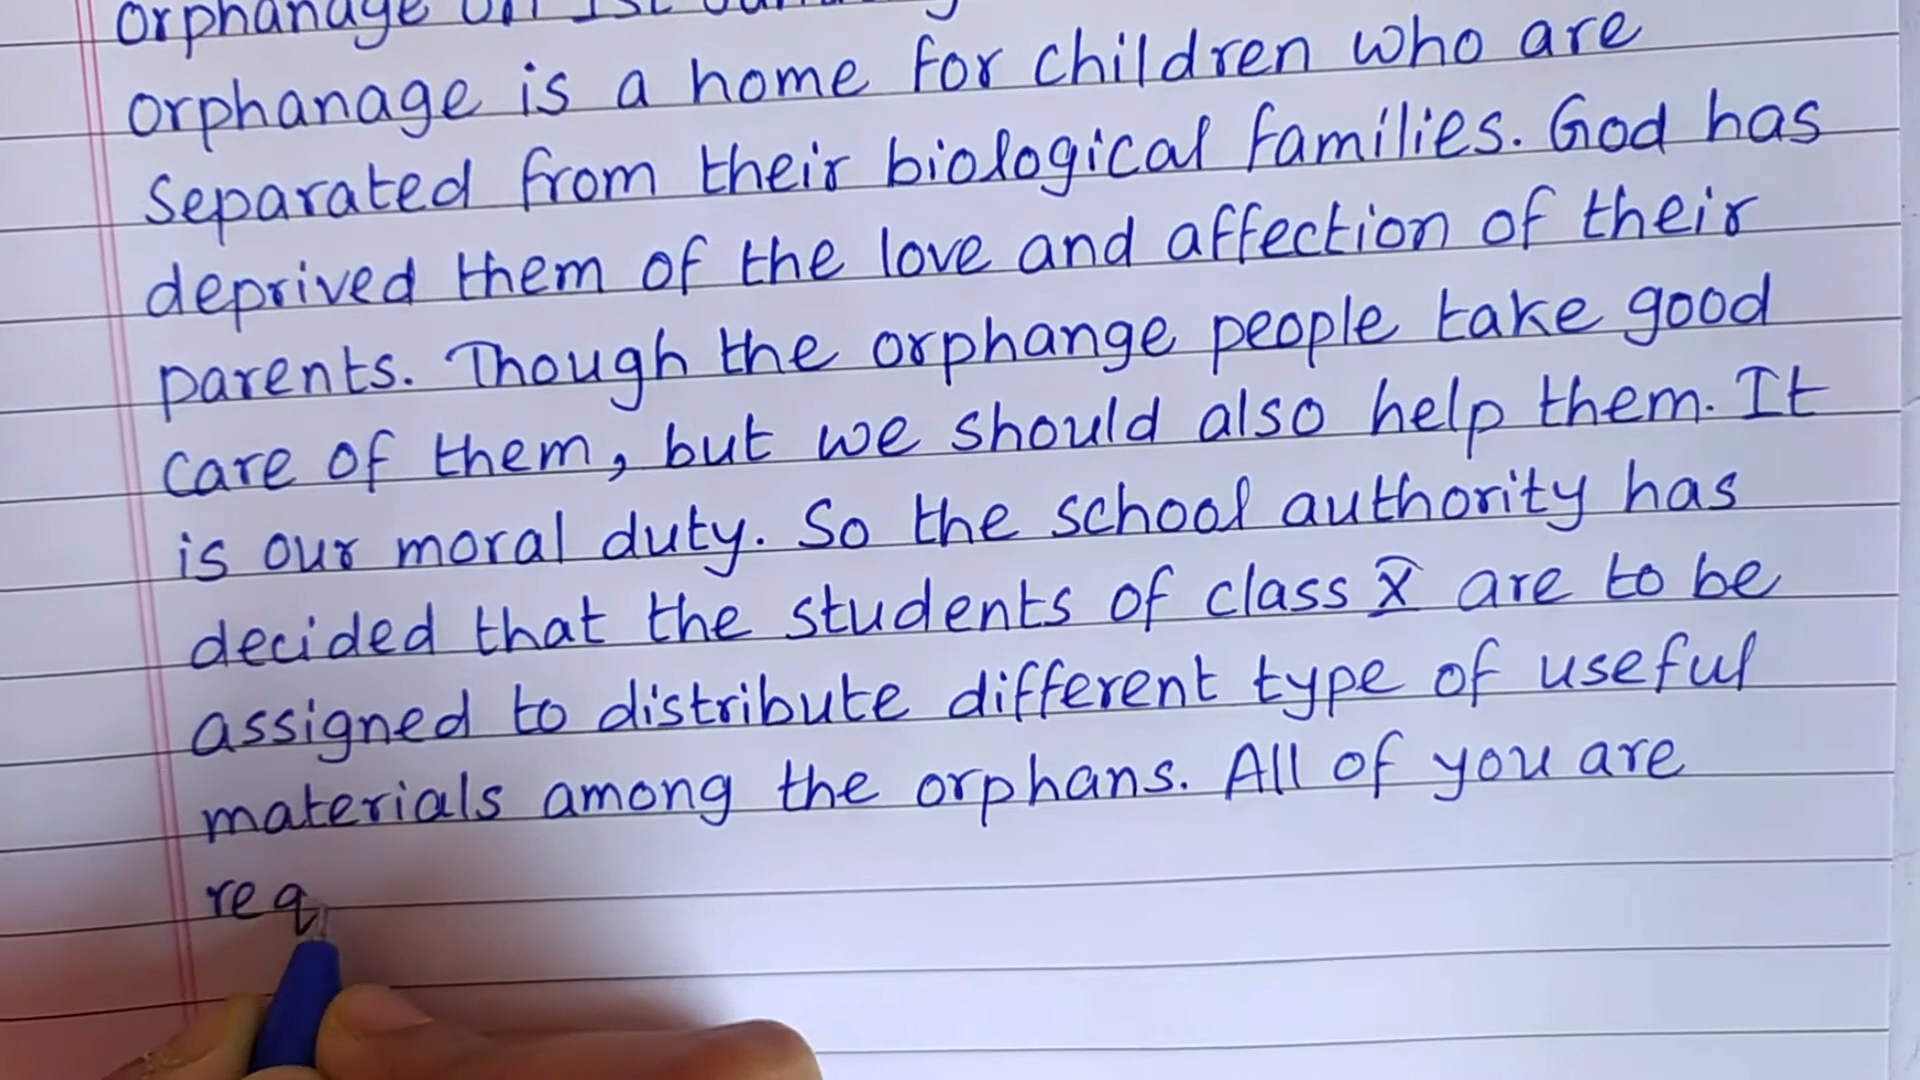 orphanage on 1st
orphanage is a home for children who are
separated from their biological families. God has
deprived them of the love and affection of their
parents. Though the orphange people take good
care of them, but we should also help them. It
is our moral duty. So the school authority has
decided that the students of class X are to be
assigned to distribute different type of useful
materials among the orphans. All of you are
req